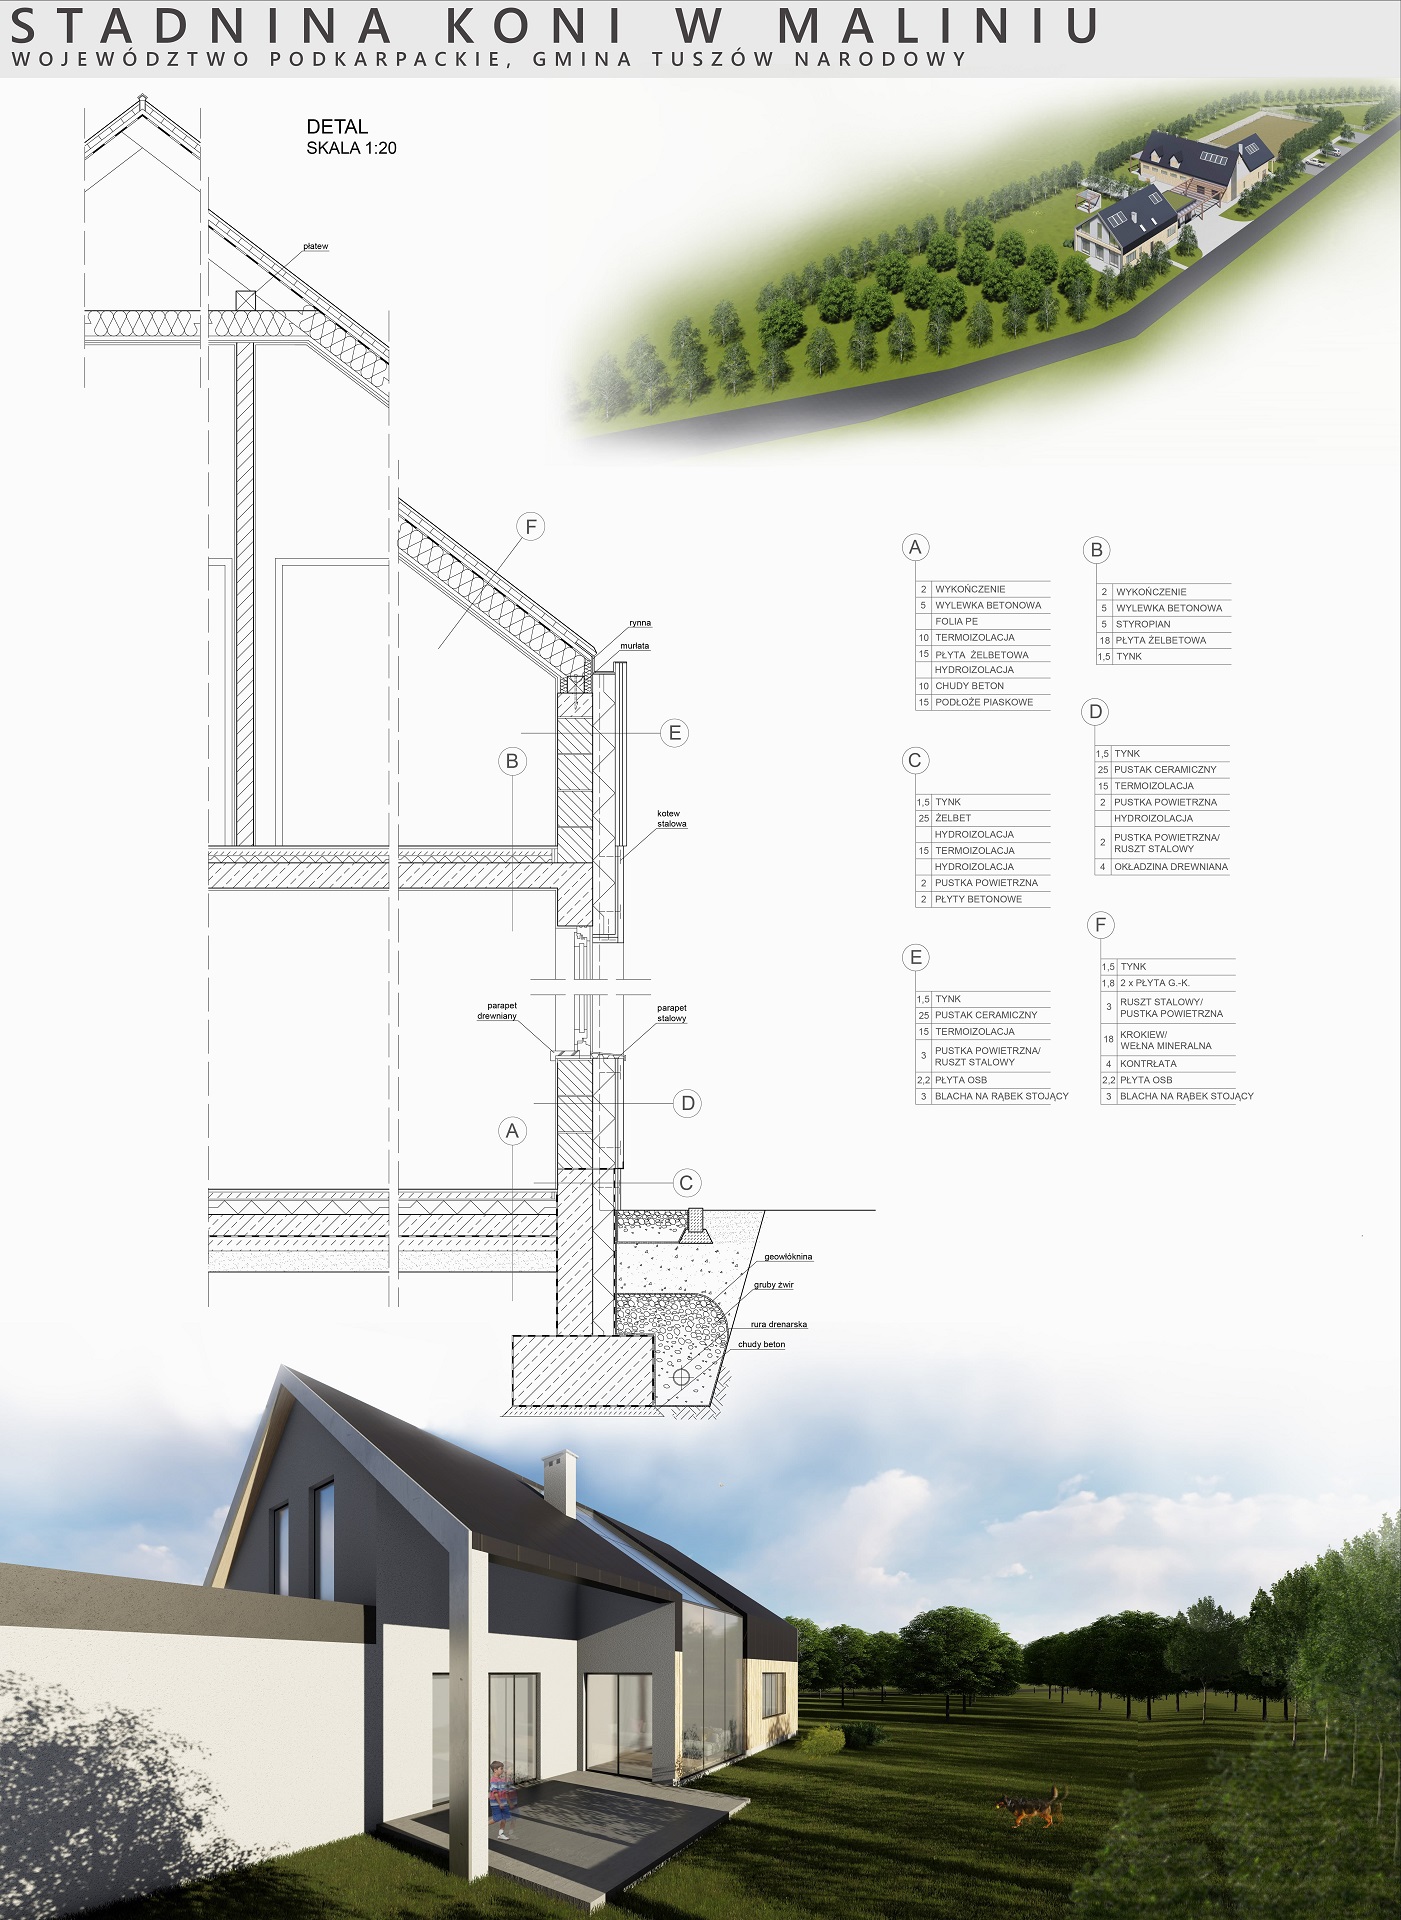 STADNINA KONI W MALINIU
WOJEWÓDZTWO PODKARPACKIE, GMINA TUSZÓW NARODOWY
DETAL
SKALA 1:20
płatew
F
rynna
murłata
E
B
kotew
stalowa
parapet
drewniany
parapet
stalowy
D
A
C
geowłóknina
gruby żwir
rura drenarska
chudy beton
A
2 WYKOŃCZENIE
5 WYLEWKA BETONOWA
FOLIA PE
10 TERMOIZOLACJA
15 PŁYTA ŻELBETOWA
HYDROIZOLACJA
10 CHUDY BETON
15 PODŁOŻE PIASKOWE
B
2 WYKOŃCZENIE
5 WYLEWKA BETONOWA
5 STYROPIAN
18 PŁYTA ŻELBETOWA
1,5 TYNK
C
1,5 TYNK
25 ŻELBET
HYDROIZOLACJA
15 TERMOIZOLACJA
HYDROIZOLACJA
2 PUSTKA POWIETRZNA
2 PŁYTY BETONOWE
D
1,5 TYNK
25 PUSTAK CERAMICZNY
15 TERMOIZOLACJA
2 PUSTKA POWIETRZNA
HYDROIZOLACJA
2 PUSTKA POWIETRZNA/
RUSZT STALOWY
4 OKŁADZINA DREWNIANA
E
1,5 TYNK
25 PUSTAK CERAMICZNY
15 TERMOIZOLACJA
3 PUSTKA POWIETRZNA/
RUSZT STALOWY
2,2 PŁYTA OSB
3 BLACHA NA RĄBEK STOJĄCY
F
1,5 TYNK
1,8 2 x PŁYTA G.-K.
3 RUSZT STALOWY/
PUSTKA POWIETRZNA
18 KROKIEW/
WEŁNA MINERALNA
4 KONTRŁATA
2,2 PŁYTA OSB
3 BLACHA NA RĄBEK STOJĄCY